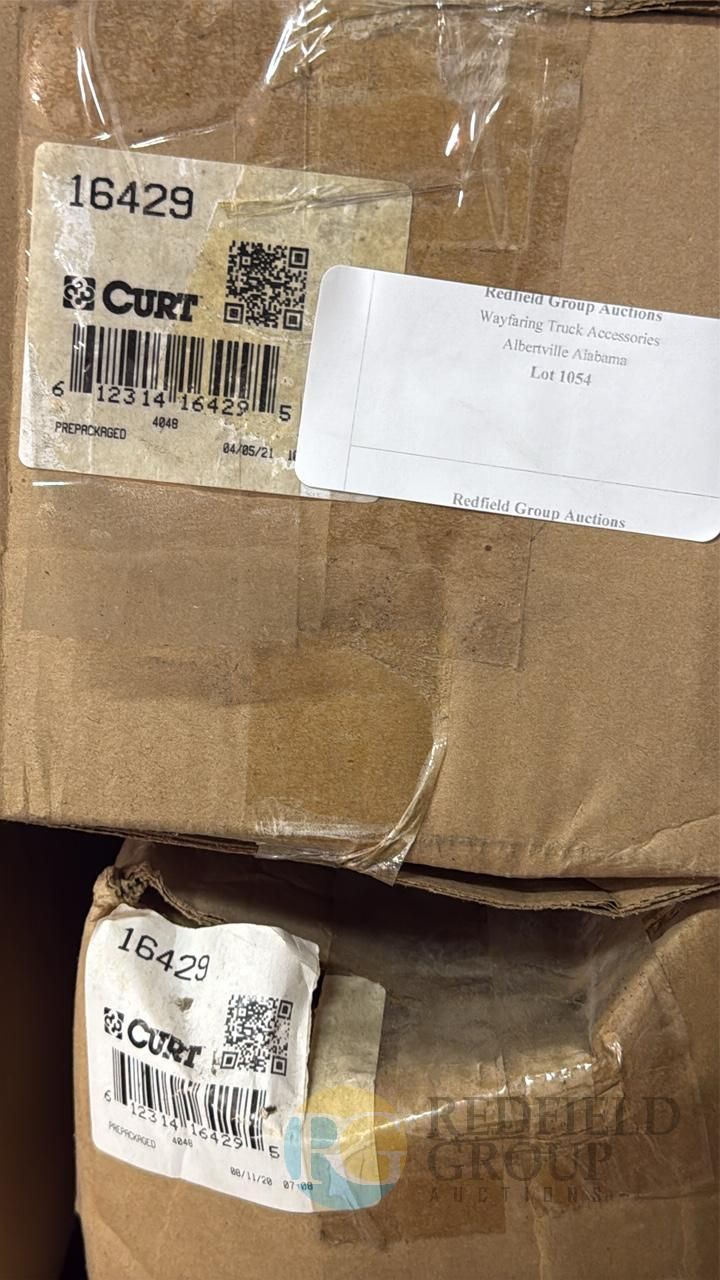 16429
CURT
6 12314 16429 5
PREPACKAGED 4048
04/05/21
Redfield Group Auctions
Wayfaring Truck Accessories
Albertville Alabama
Lot 1054
Redfield Group Auctions
16429
CURT
6 12314 16429 5
PREPACKAGED 4048
08/11/20 07:08
RG REDFIELD
GROUP
AUCTIONS